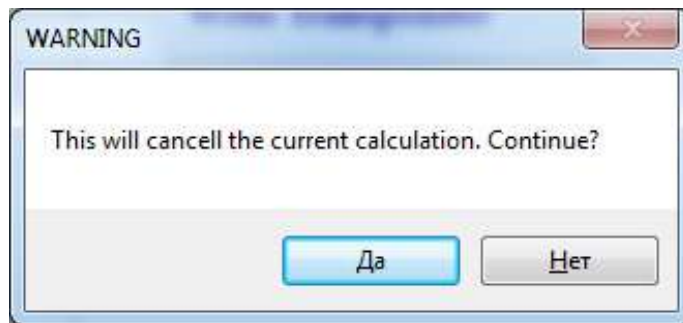 WARNING
This will cancell the current calculation. Continue?
Да
Нет